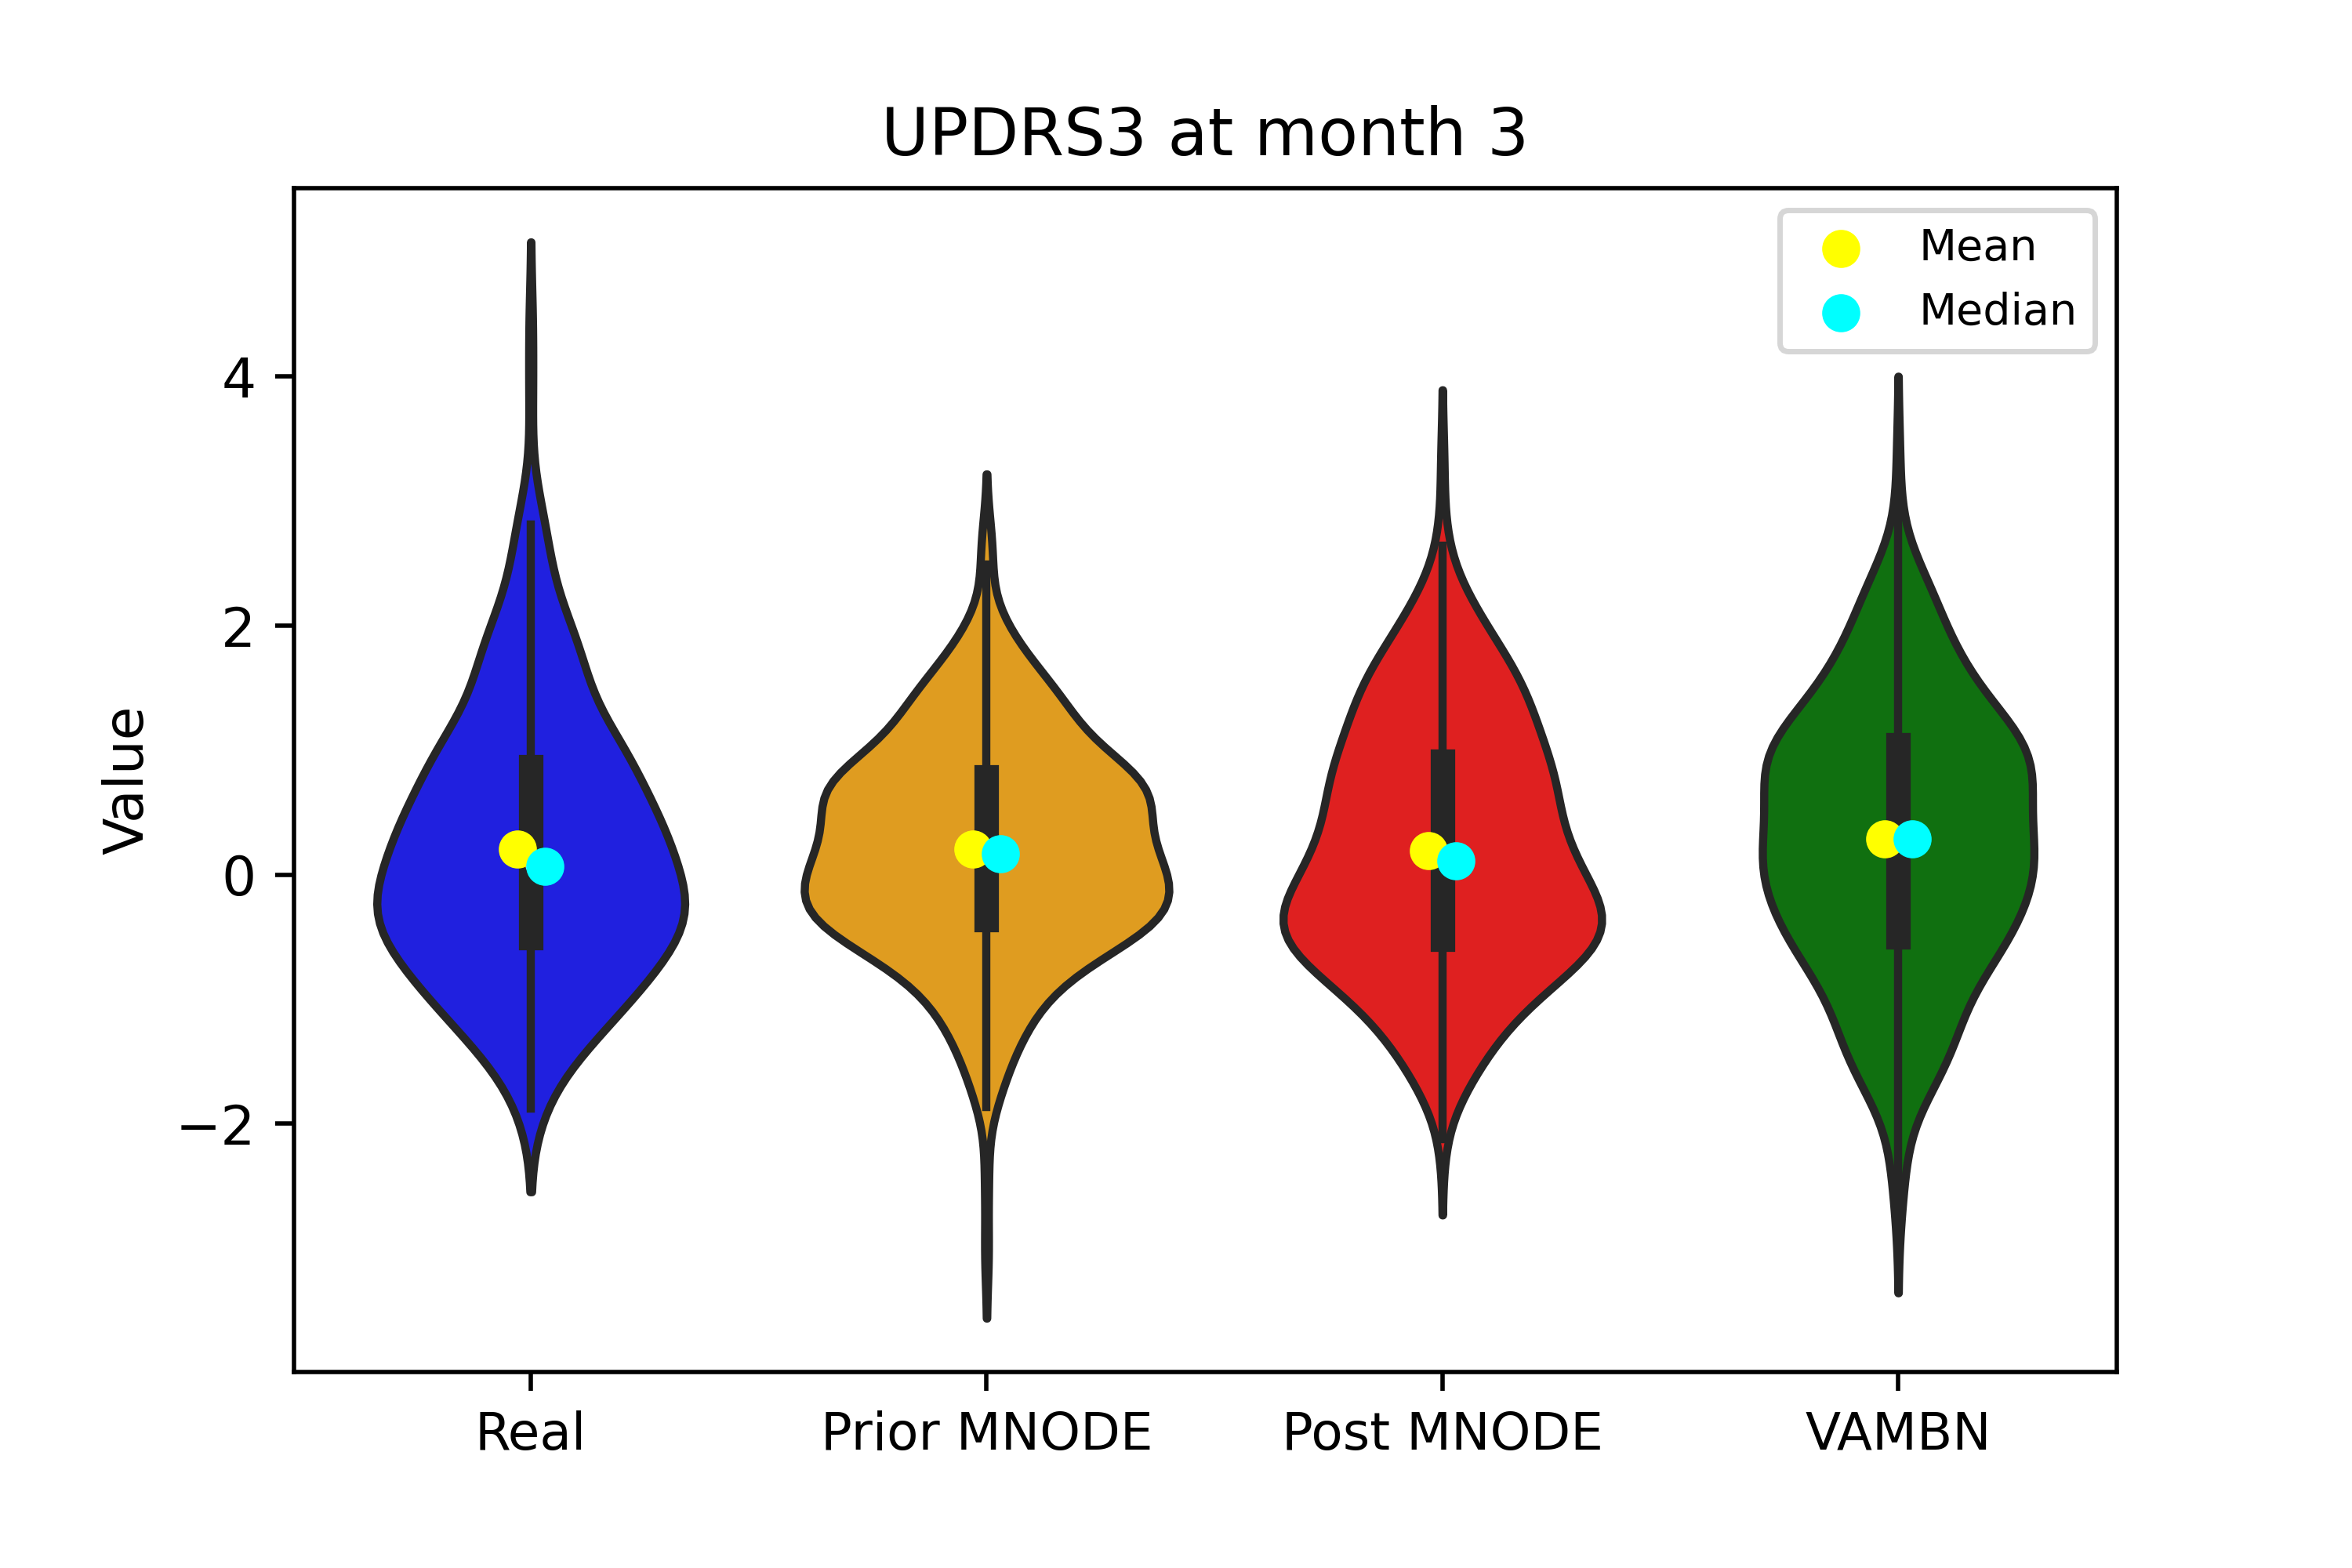 UPDRS3 at month 3
Mean
Median
Value
4
2
0
−2
Real
Prior MNODE
Post MNODE
VAMBN